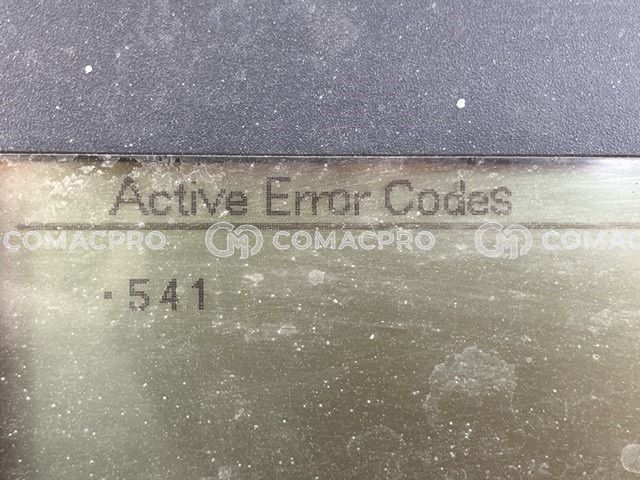 Active Error Codes
COMACPRO COMACPRO COMAC
· 541